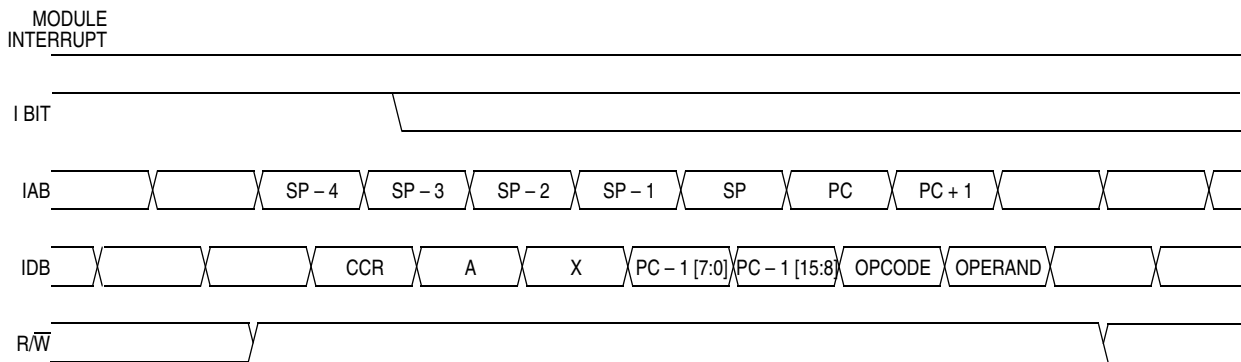 MODULE
INTERRUPT
I BIT
IAB SP – 4 SP – 3 SP – 2 SP – 1 SP PC PC + 1
IDB CCR A X PC – 1 [7:0] PC – 1 [15:8] OPCODE OPERAND
R/W̅